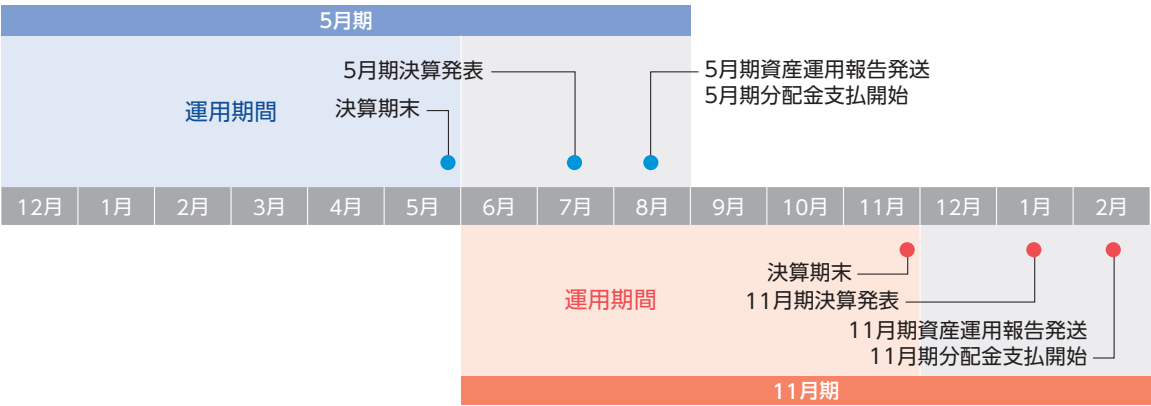 5月期
5月期決算発表
5月期資産運用報告発送
5月期分配金支払開始
運用期間
決算期末
12月 1月 2月 3月 4月 5月 6月 7月 8月 9月 10月 11月 12月 1月 2月
決算期末
運用期間
11月期決算発表
11月期資産運用報告発送
11月期分配金支払開始
11月期